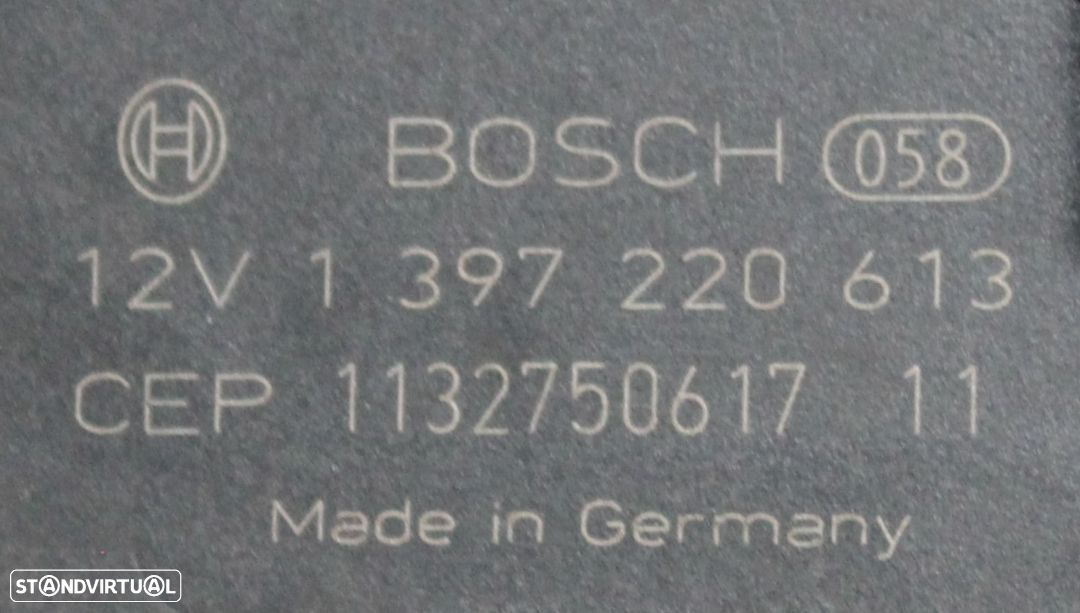 BOSCH 058
12V 1 397 220 613
CEP 1132750617 11
Made in Germany
STANDVIRTUAL